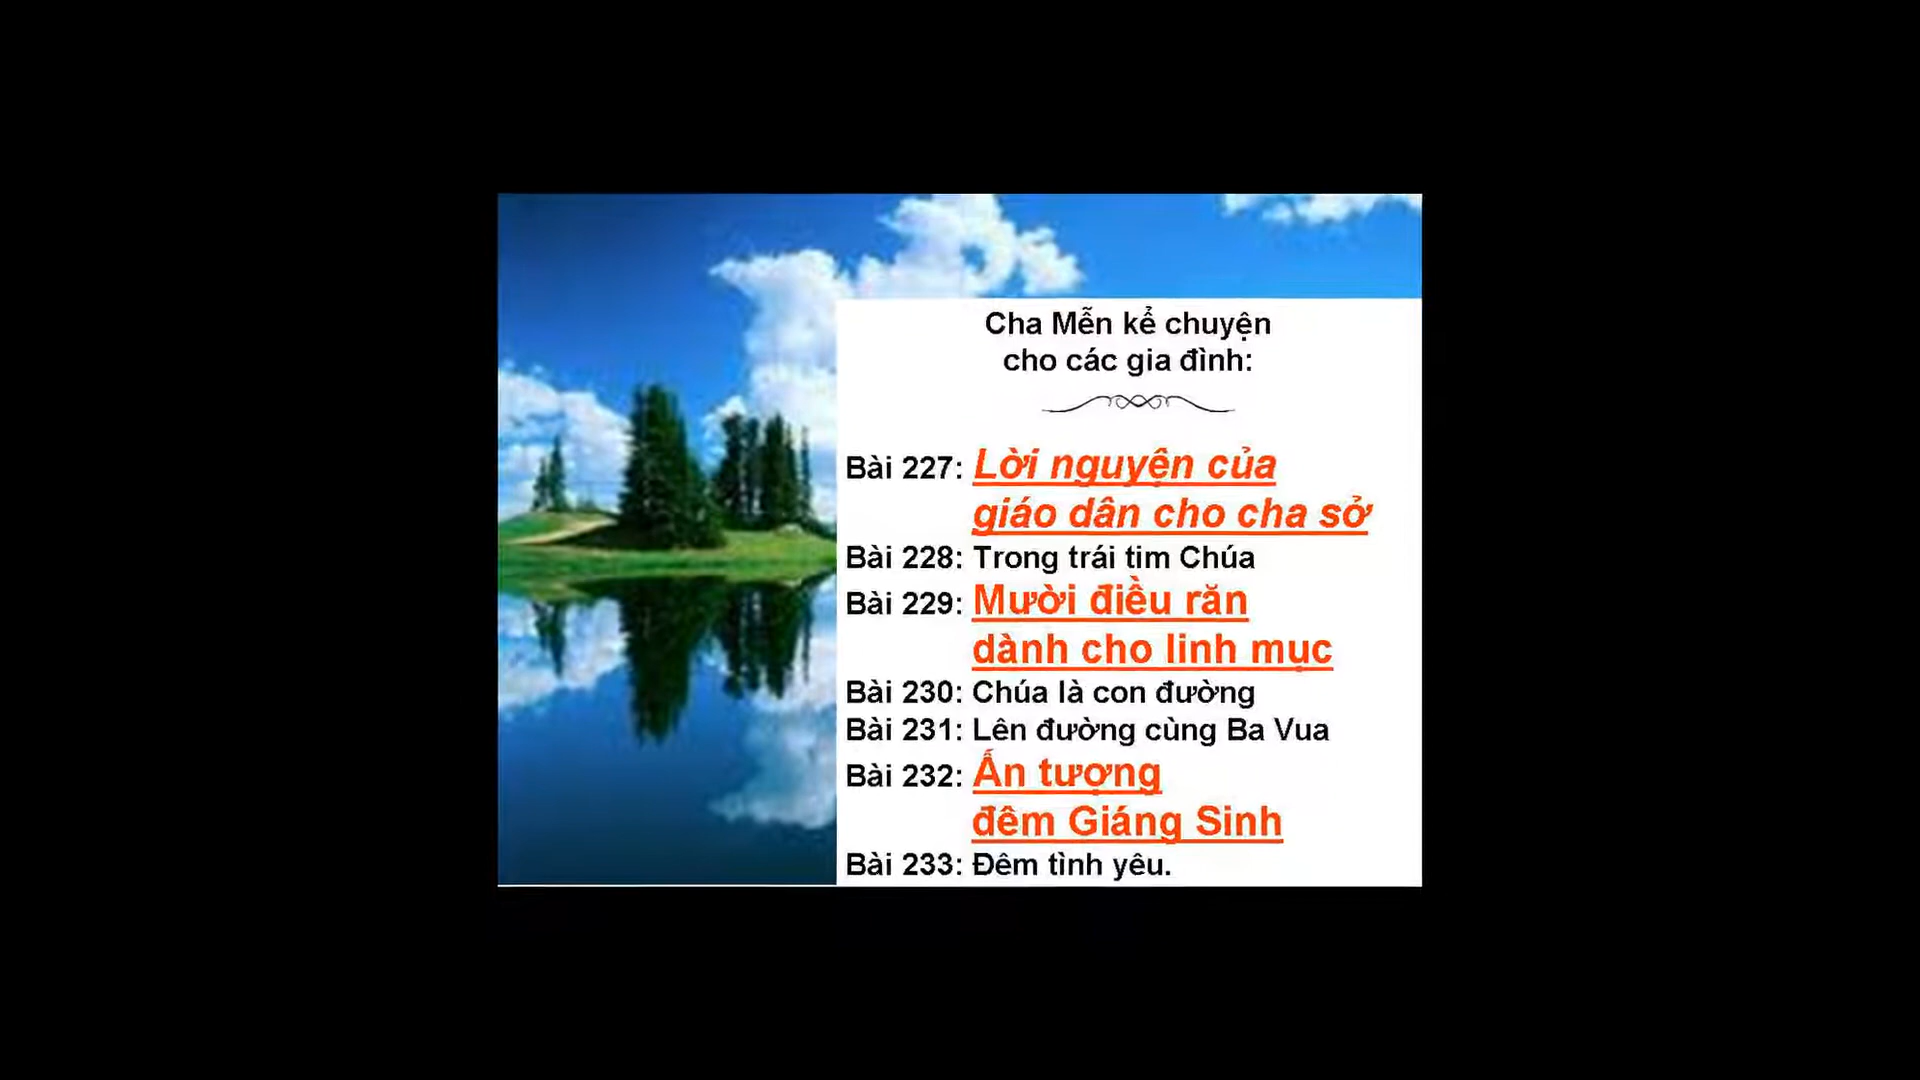 Cha Mễn kể chuyện
cho các gia đình:
Bài 227: Lời nguyện của
giáo dân cho cha sở
Bài 228: Trong trái tim Chúa
Bài 229: Mười điều răn
dành cho linh mục
Bài 230: Chúa là con đường
Bài 231: Lên đường cùng Ba Vua
Bài 232: Ấn tượng
đêm Giáng Sinh
Bài 233: Đêm tình yêu.